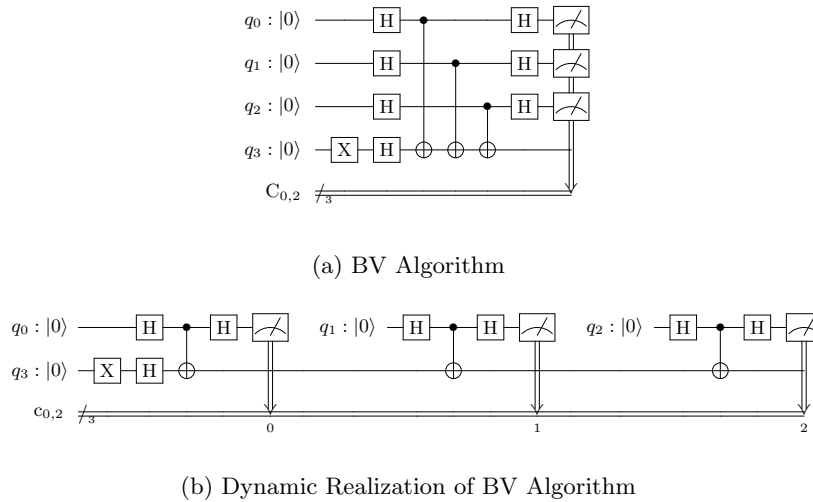 q₀ : |0⟩ H H
q₁ : |0⟩ H H
q₂ : |0⟩ H H
q₃ : |0⟩ X H
C₀,₂ 3
(a) BV Algorithm
q₀ : |0⟩ H H q₁ : |0⟩ H H q₂ : |0⟩ H H
q₃ : |0⟩ X H
c₀,₂ 3
0 1 2
(b) Dynamic Realization of BV Algorithm